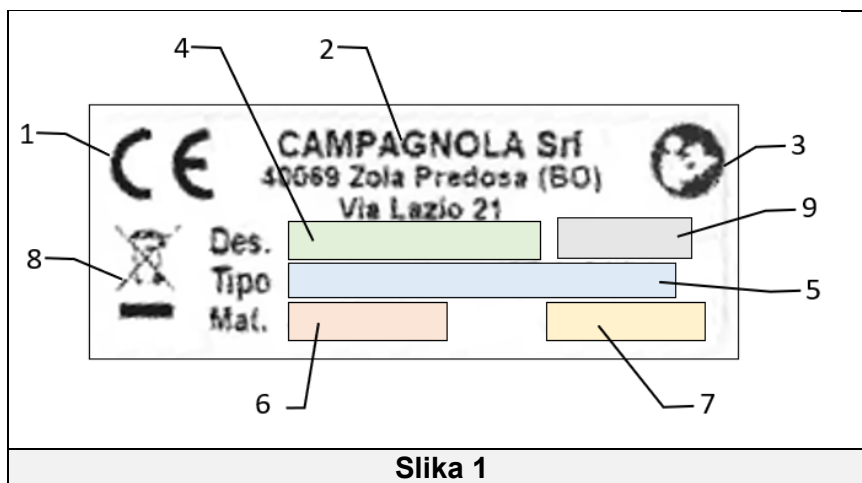 4
2
1
3
CE
CAMPAGNOLA Srl
40069 Zola Predosa (BO)
Via Lazio 21
9
8
Des.
Tipo
5
Mat.
6
7
Slika 1